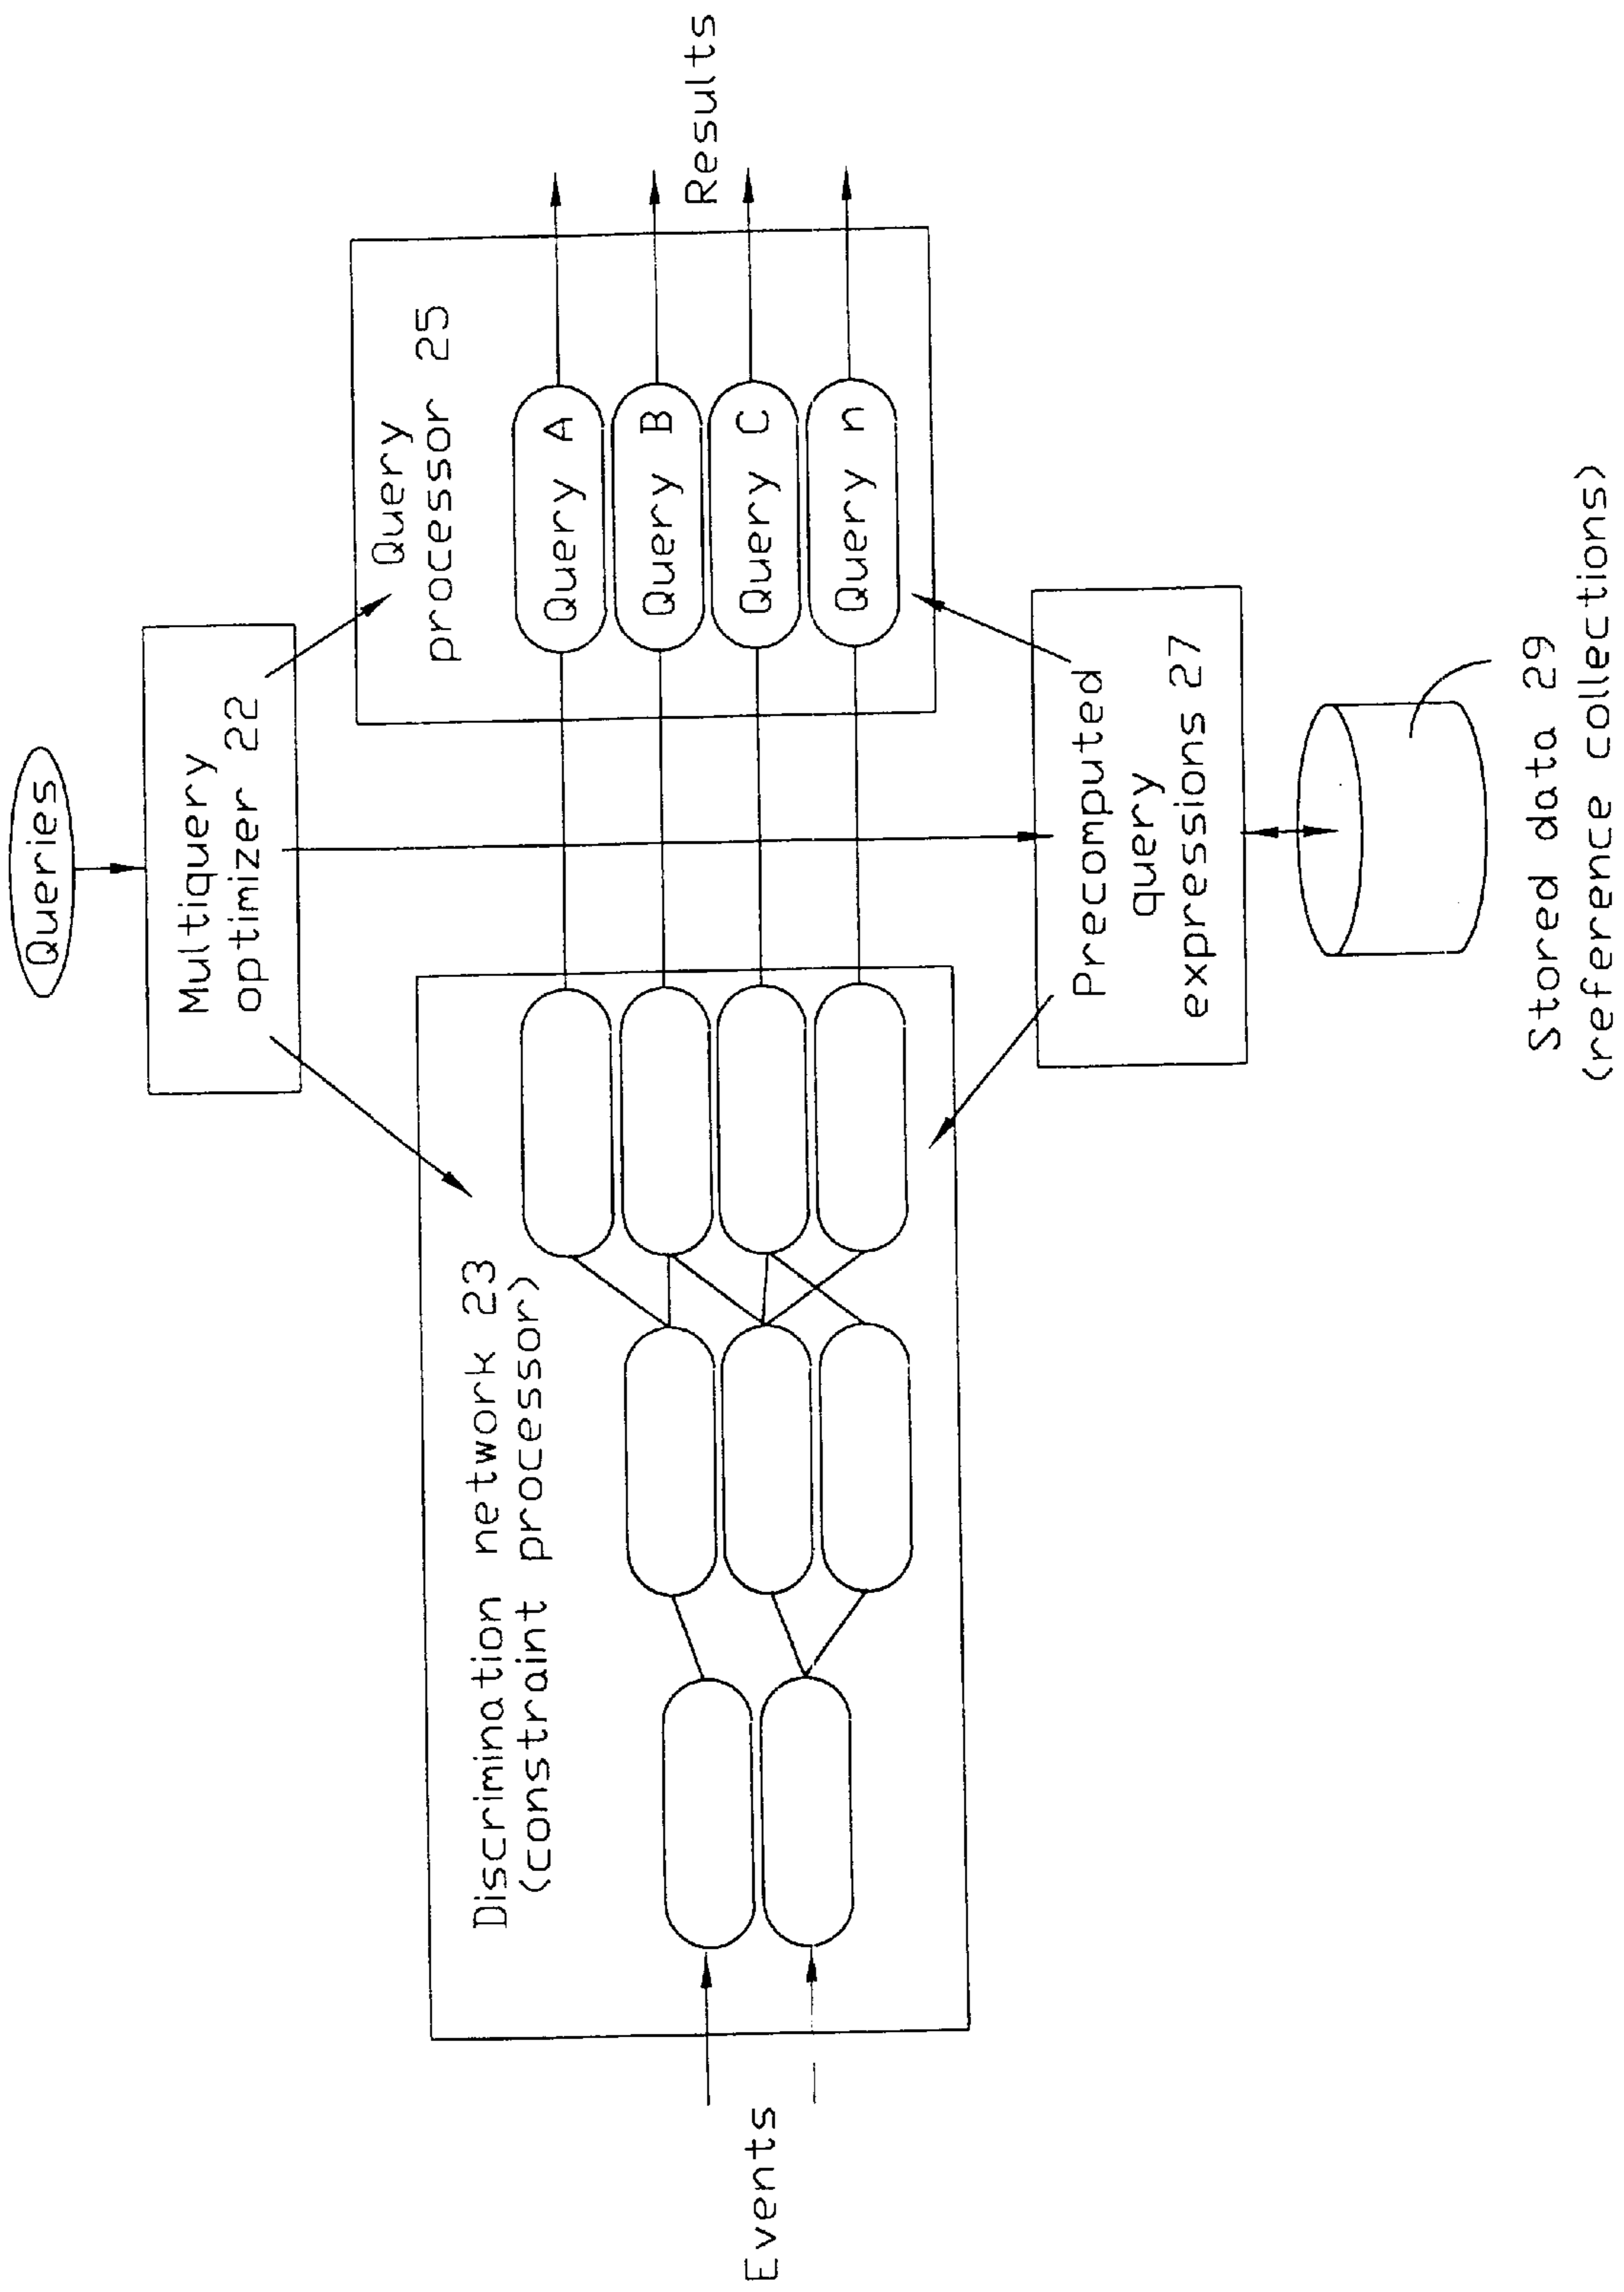 Queries
Multiquery
optimizer 22
Discrimination network 23
(constraint processor)
Query
processor 25
Events
Query A
Query B
Query C
Query n
Results
Precomputed
query
expressions 27
Stored data 29
(reference collections)